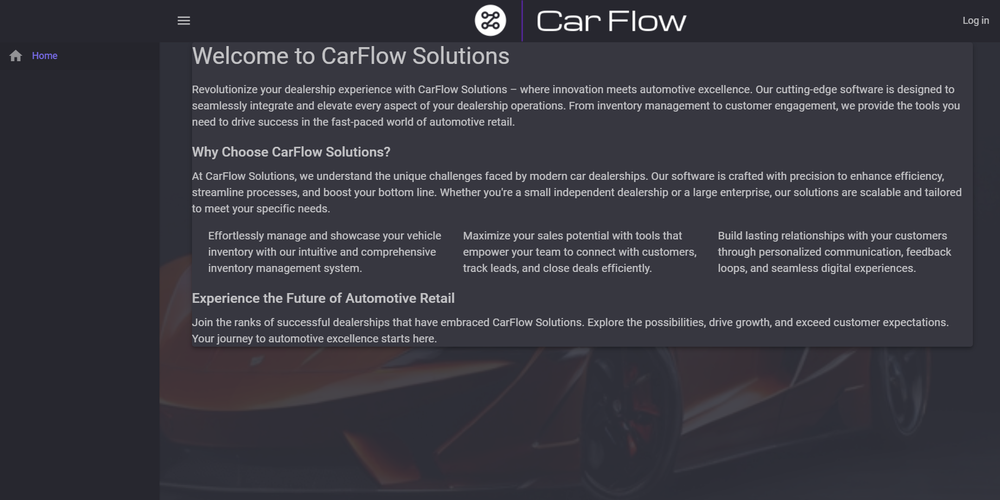 Car Flow
Log in
Home
Welcome to CarFlow Solutions
Revolutionize your dealership experience with CarFlow Solutions – where innovation meets automotive excellence. Our cutting-edge software is designed to
seamlessly integrate and elevate every aspect of your dealership operations. From inventory management to customer engagement, we provide the tools you
need to drive success in the fast-paced world of automotive retail.
Why Choose CarFlow Solutions?
At CarFlow Solutions, we understand the unique challenges faced by modern car dealerships. Our software is crafted with precision to enhance efficiency,
streamline processes, and boost your bottom line. Whether you're a small independent dealership or a large enterprise, our solutions are scalable and tailored
to meet your specific needs.
Effortlessly manage and showcase your vehicle
inventory with our intuitive and comprehensive
inventory management system.
Maximize your sales potential with tools that
empower your team to connect with customers,
track leads, and close deals efficiently.
Build lasting relationships with your customers
through personalized communication, feedback
loops, and seamless digital experiences.
Experience the Future of Automotive Retail
Join the ranks of successful dealerships that have embraced CarFlow Solutions. Explore the possibilities, drive growth, and exceed customer expectations.
Your journey to automotive excellence starts here.